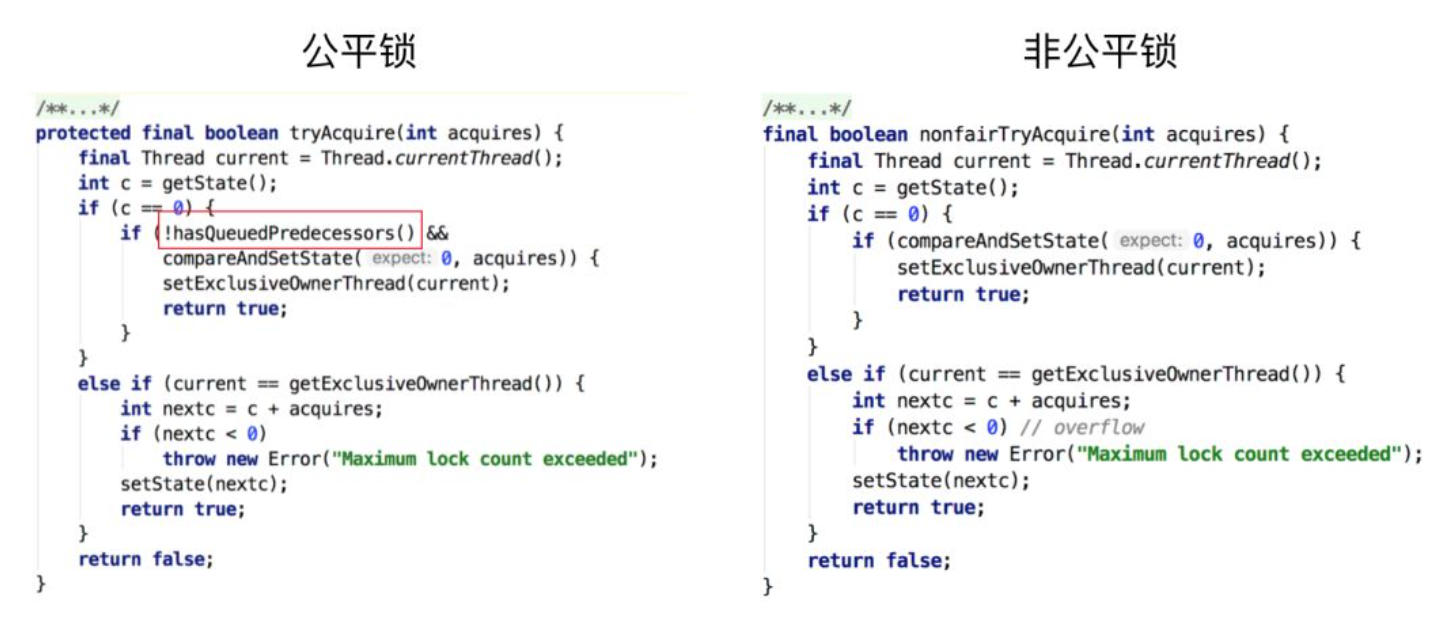 公平锁
/**...*/
protected final boolean tryAcquire(int acquires) {
final Thread current = Thread.currentThread();
int c = getState();
if (c == 0) {
if (!hasQueuedPredecessors() &&
compareAndSetState( expect: 0, acquires)) {
setExclusiveOwnerThread(current);
return true;
}
}
else if (current == getExclusiveOwnerThread()) {
int nextc = c + acquires;
if (nextc < 0)
throw new Error("Maximum lock count exceeded");
setState(nextc);
return true;
}
return false;
}
非公平锁
/**...*/
final boolean nonfairTryAcquire(int acquires) {
final Thread current = Thread.currentThread();
int c = getState();
if (c == 0) {
if (compareAndSetState( expect: 0, acquires)) {
setExclusiveOwnerThread(current);
return true;
}
}
else if (current == getExclusiveOwnerThread()) {
int nextc = c + acquires;
if (nextc < 0) // overflow
throw new Error("Maximum lock count exceeded");
setState(nextc);
return true;
}
return false;
}